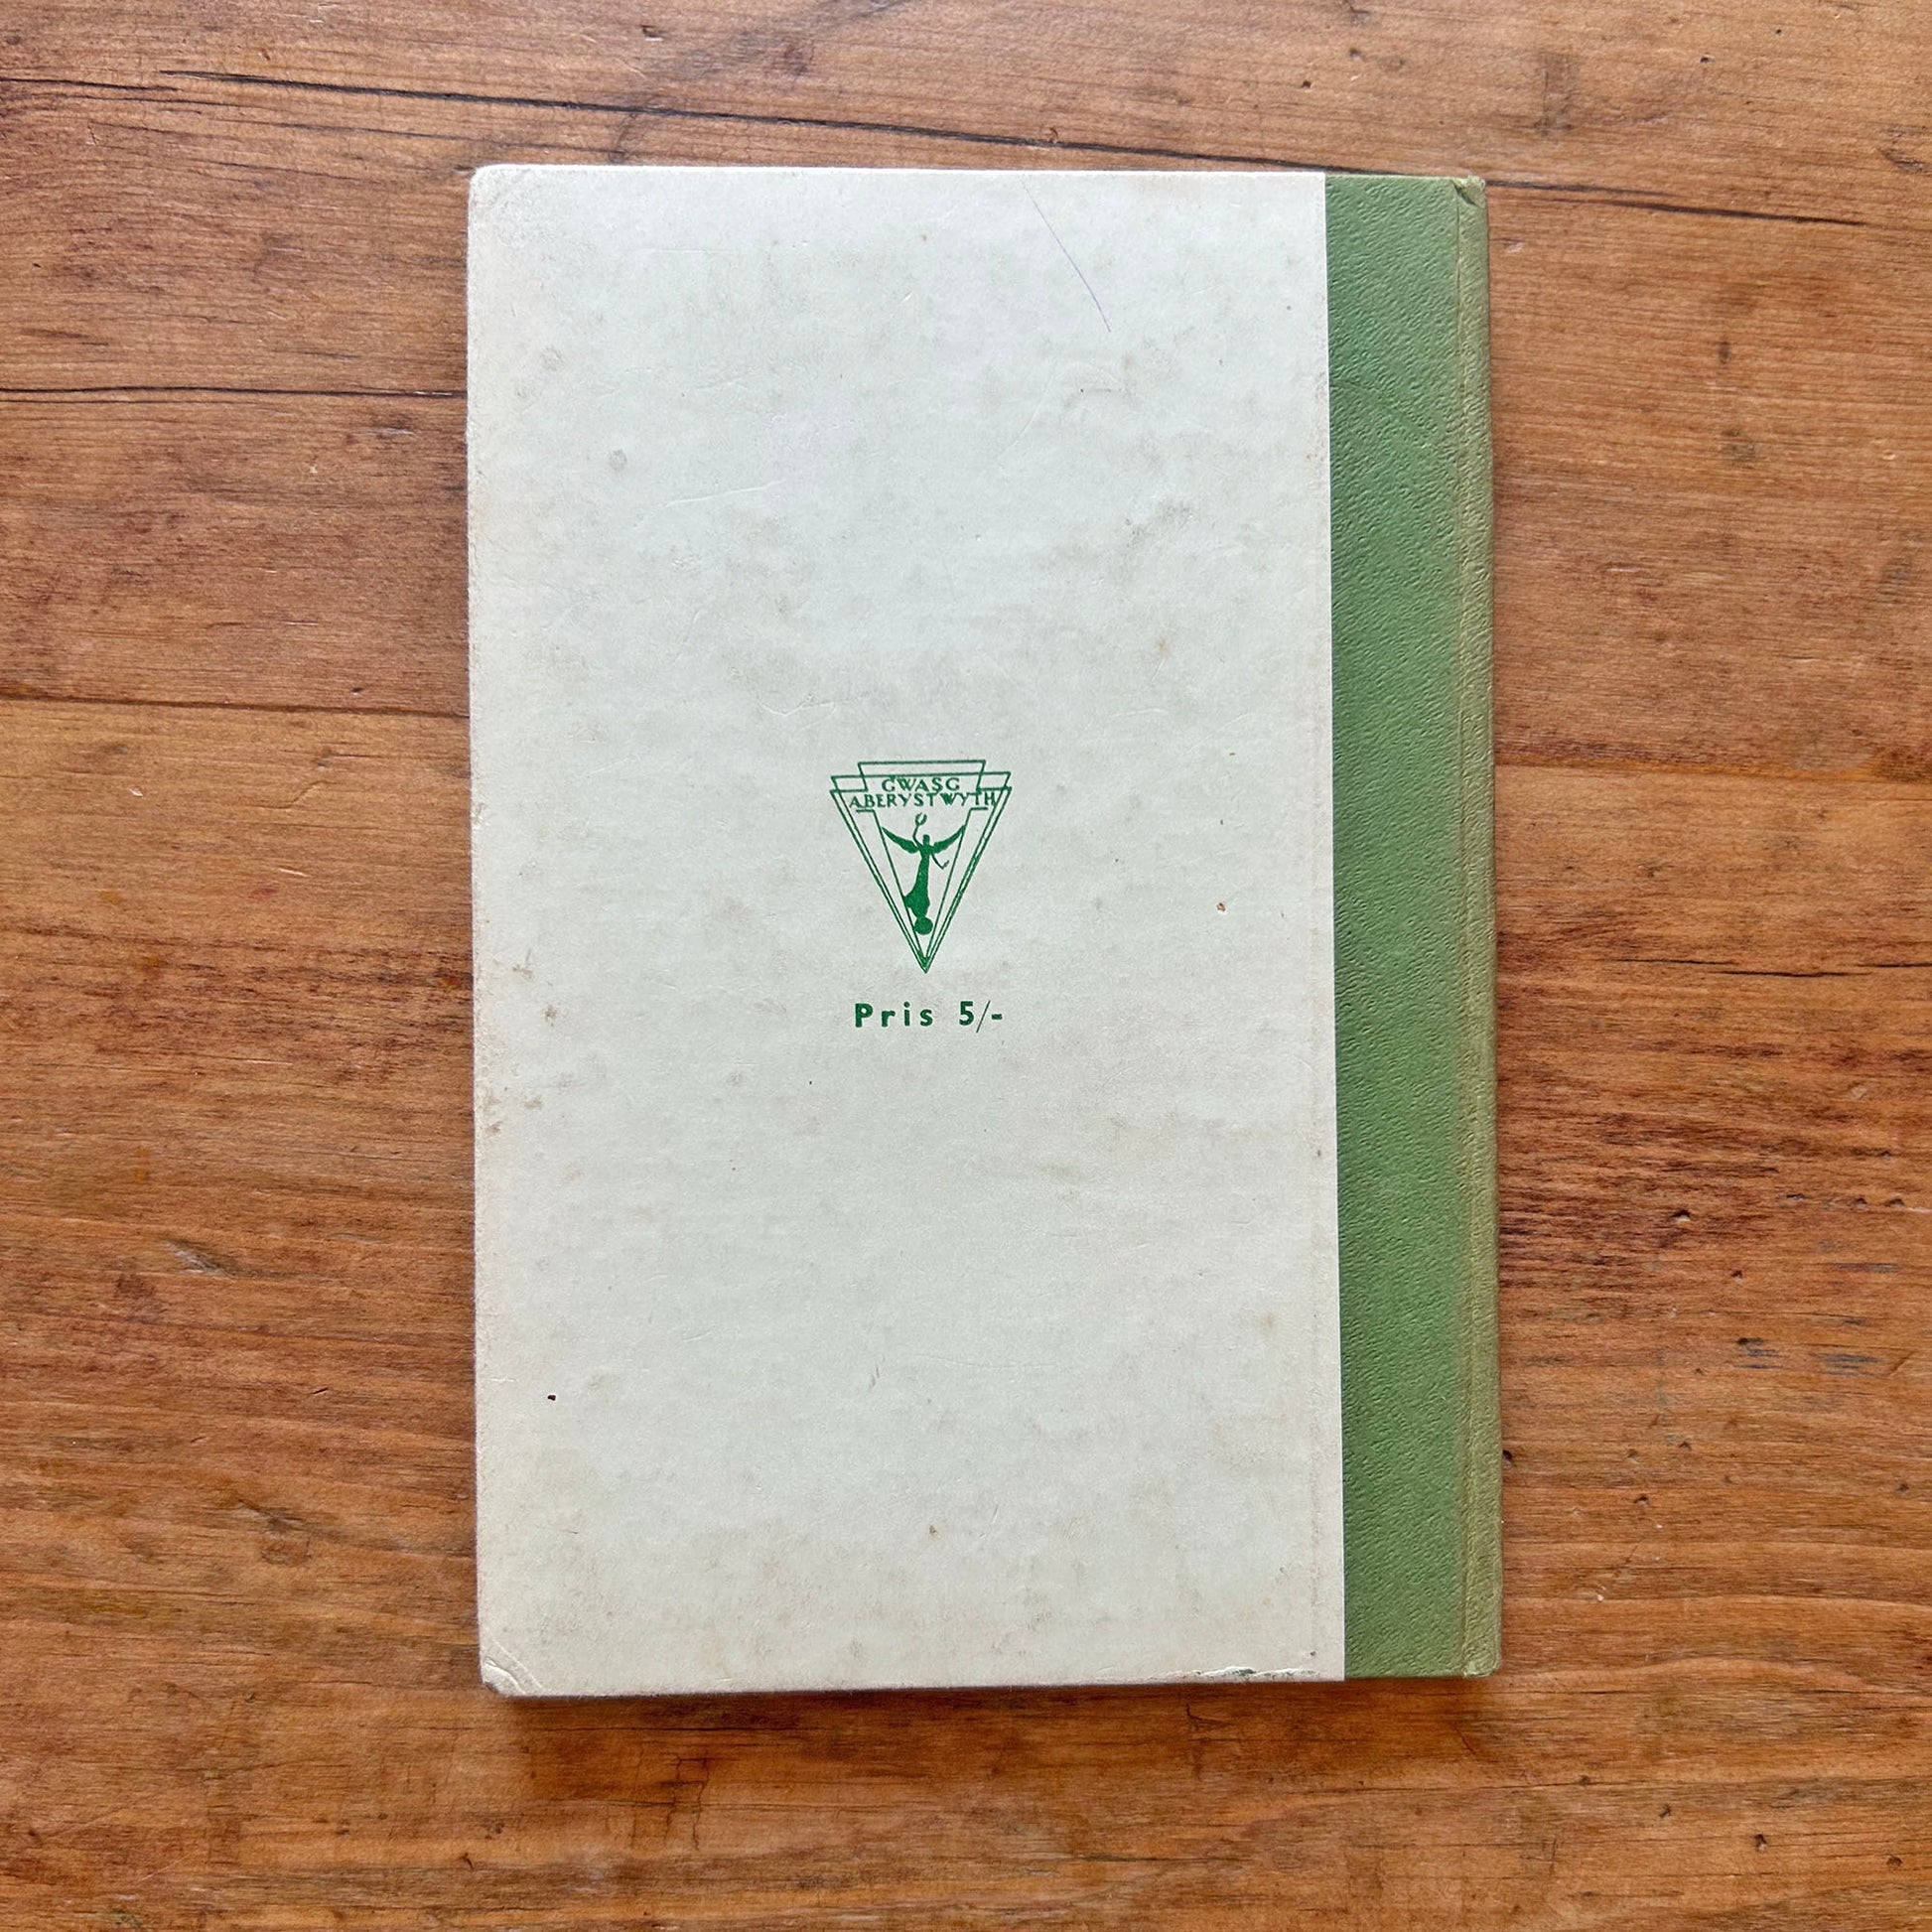 GWASG
ABERYSTWYTH
Pris 5/-